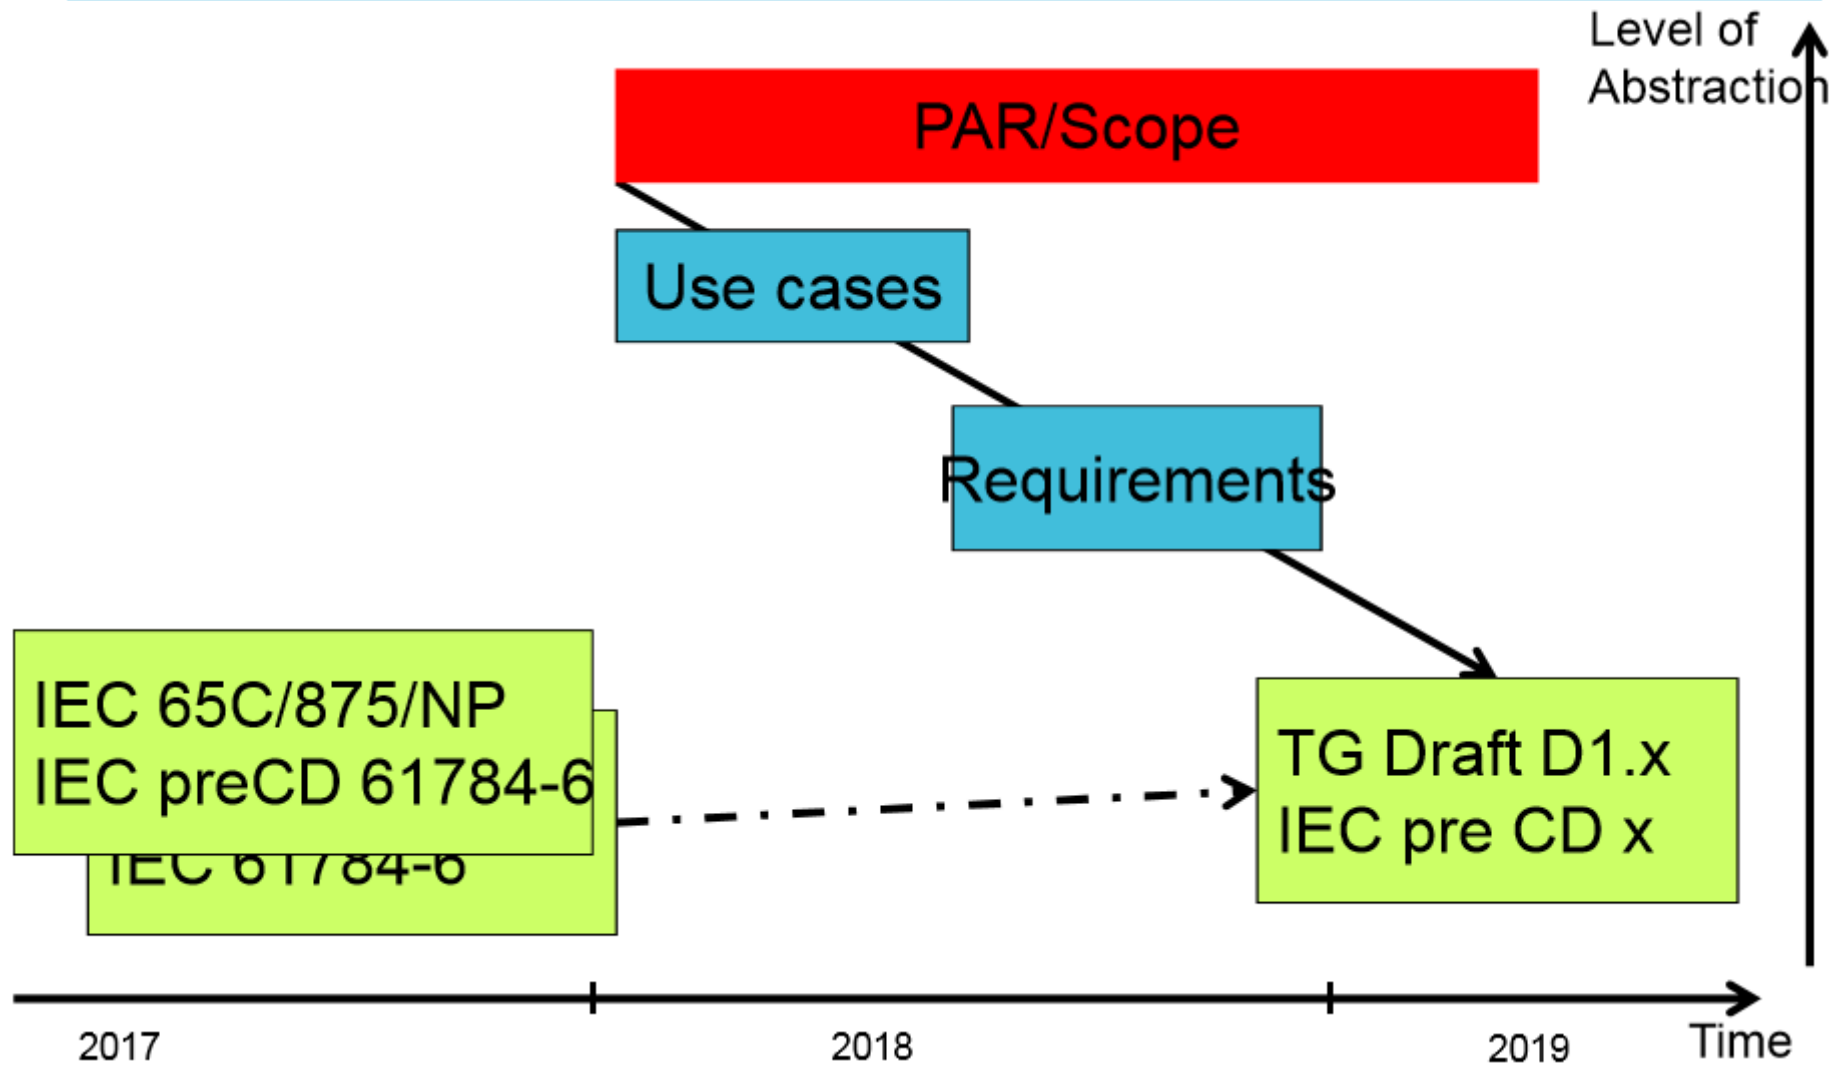 Level of
Abstraction
PAR/Scope
Use cases
Requirements
IEC 65C/875/NP
IEC preCD 61784-6
IEC 61784-6
TG Draft D1.x
IEC pre CD x
2017
2018
2019
Time